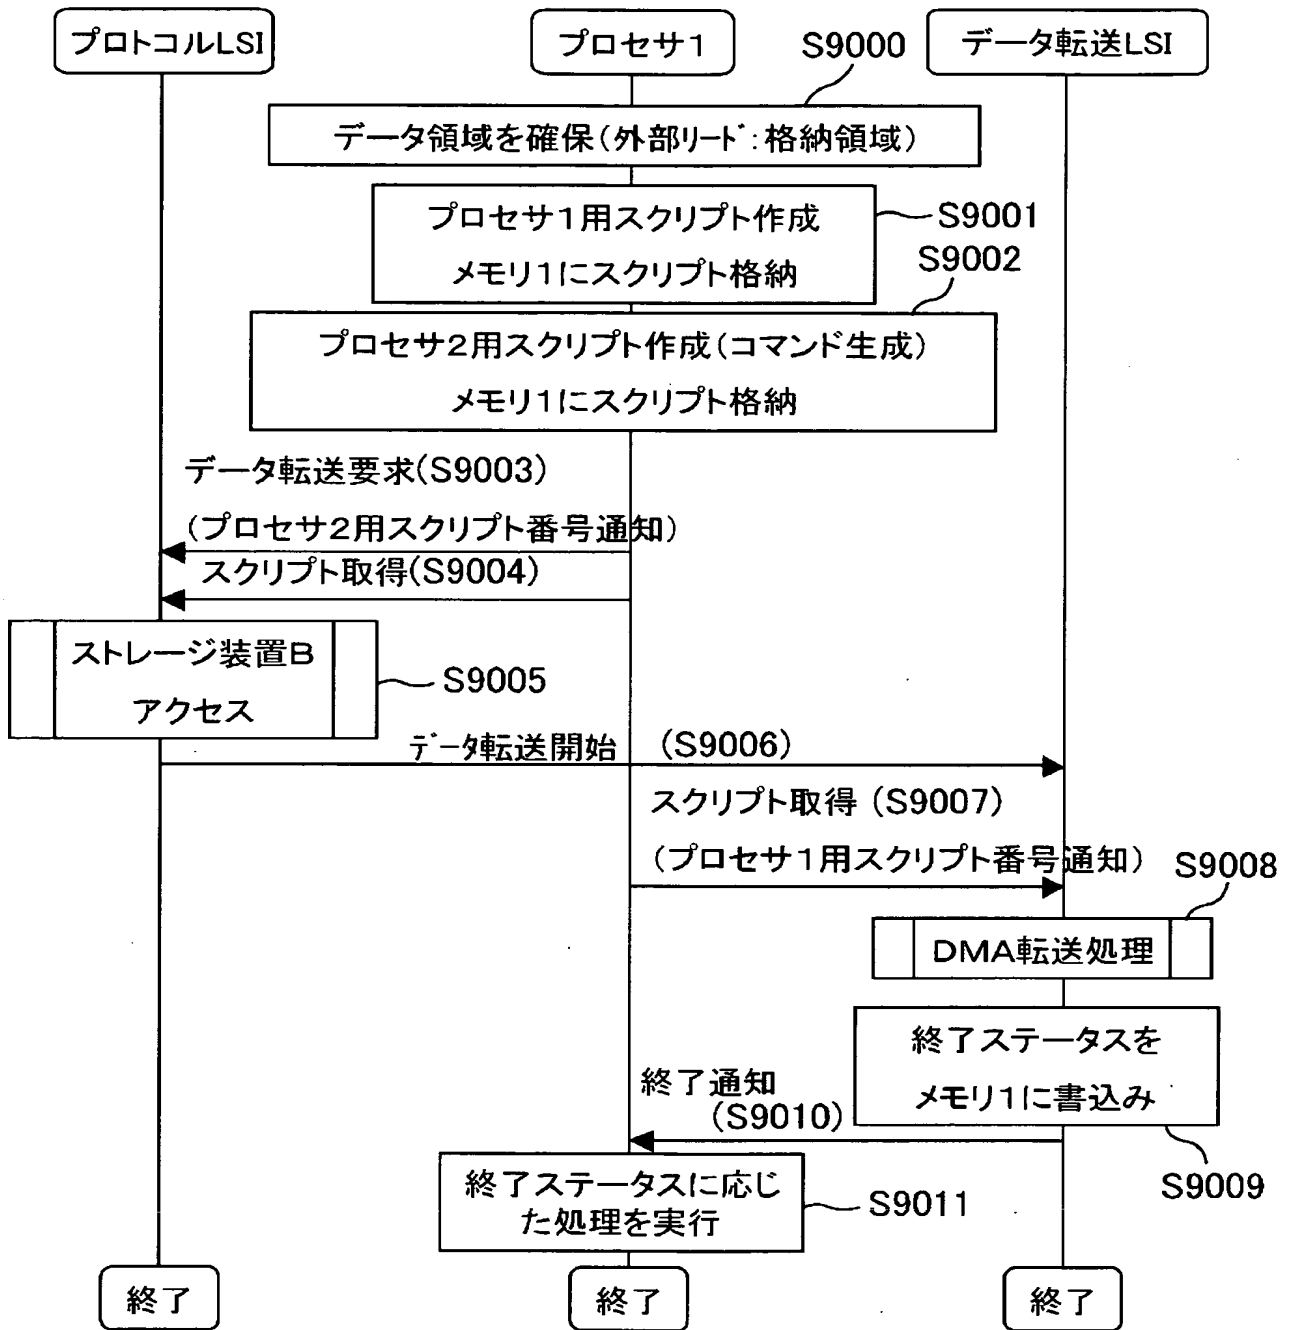 プロトコルLSI
プロセサ1
データ転送LSI
S9000
データ領域を確保(外部リード:格納領域)
プロセサ1用スクリプト作成
メモリ1にスクリプト格納
S9001
S9002
プロセサ2用スクリプト作成(コマンド生成)
メモリ1にスクリプト格納
データ転送要求(S9003)
(プロセサ2用スクリプト番号通知)
スクリプト取得(S9004)
ストレージ装置B
アクセス
S9005
データ転送開始 (S9006)
スクリプト取得 (S9007)
(プロセサ1用スクリプト番号通知)
S9008
DMA転送処理
終了ステータスを
メモリ1に書込み
S9009
終了通知
(S9010)
終了ステータスに応じ
た処理を実行
S9011
終了
終了
終了